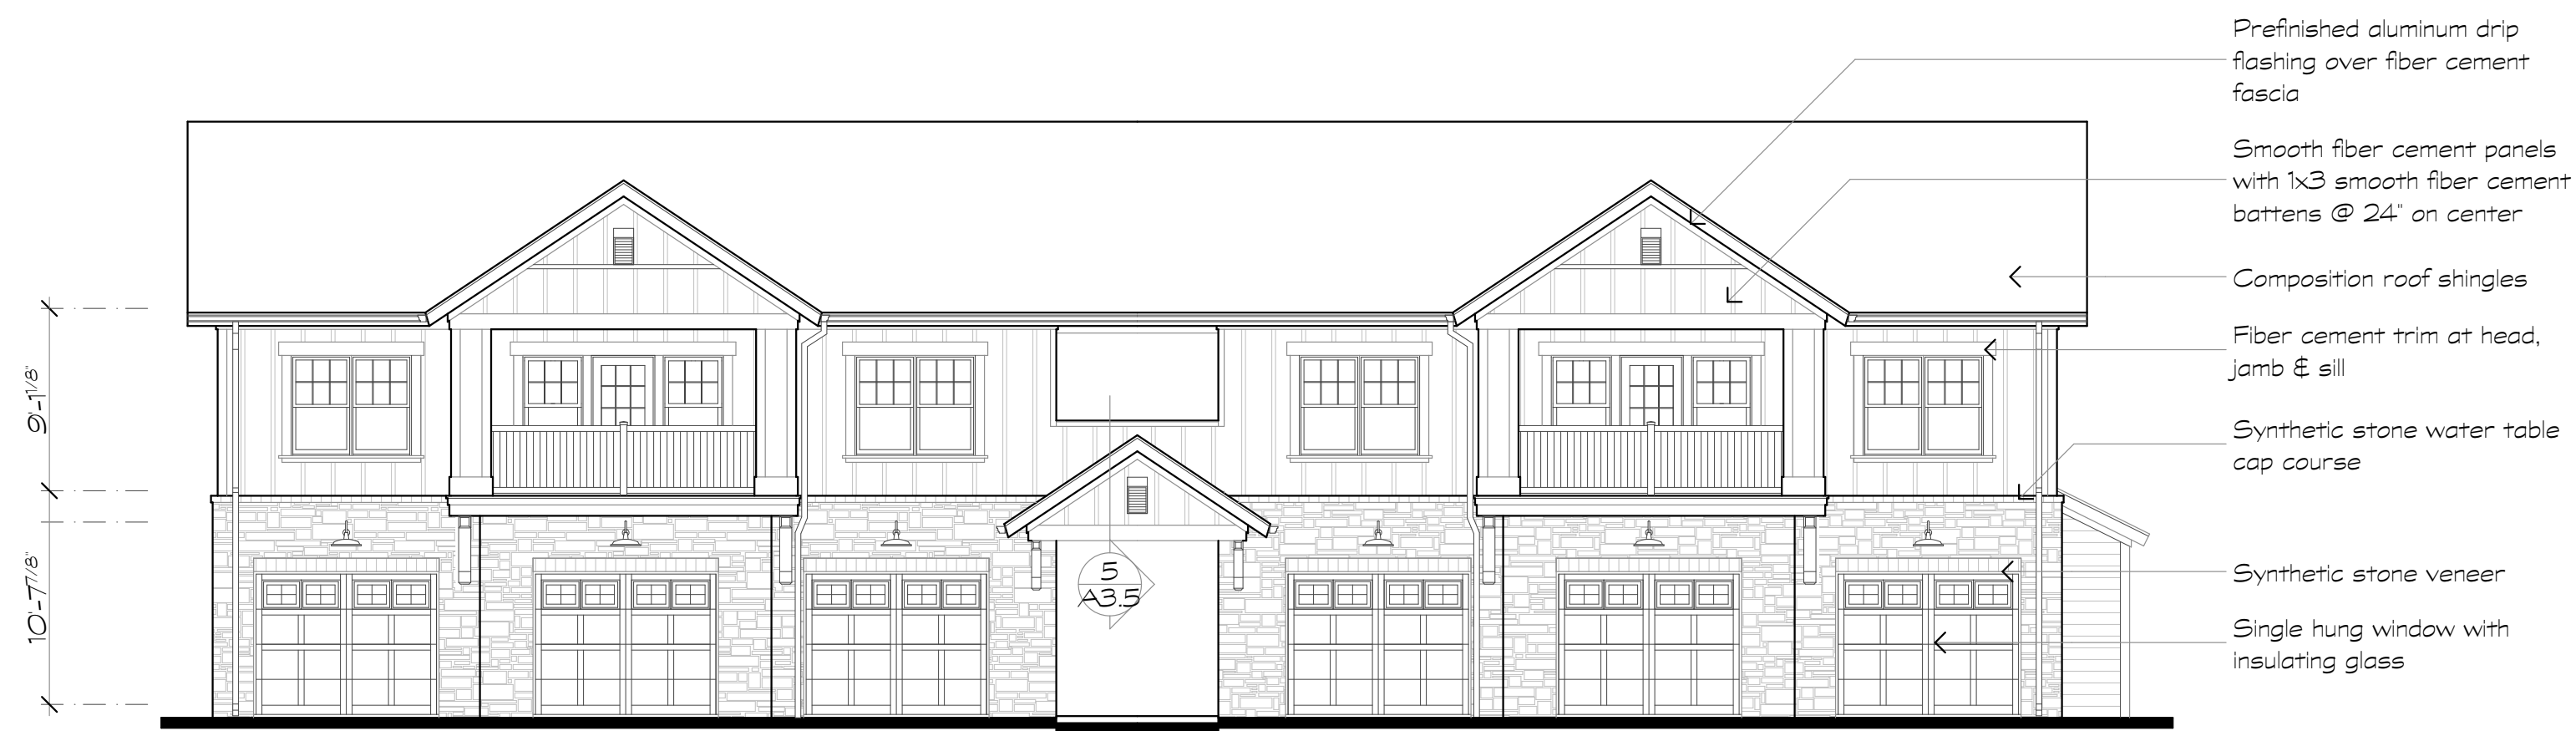 Prefinished aluminum drip
flashing over fiber cement
fascia
Smooth fiber cement panels
with 1x3 smooth fiber cement
battens @ 24" on center
Composition roof shingles
Fiber cement trim at head,
jamb & sill
Synthetic stone water table
cap course
Synthetic stone veneer
Single hung window with
insulating glass
9'-1 1/8"
10'-7 7/8"
5
A3.5